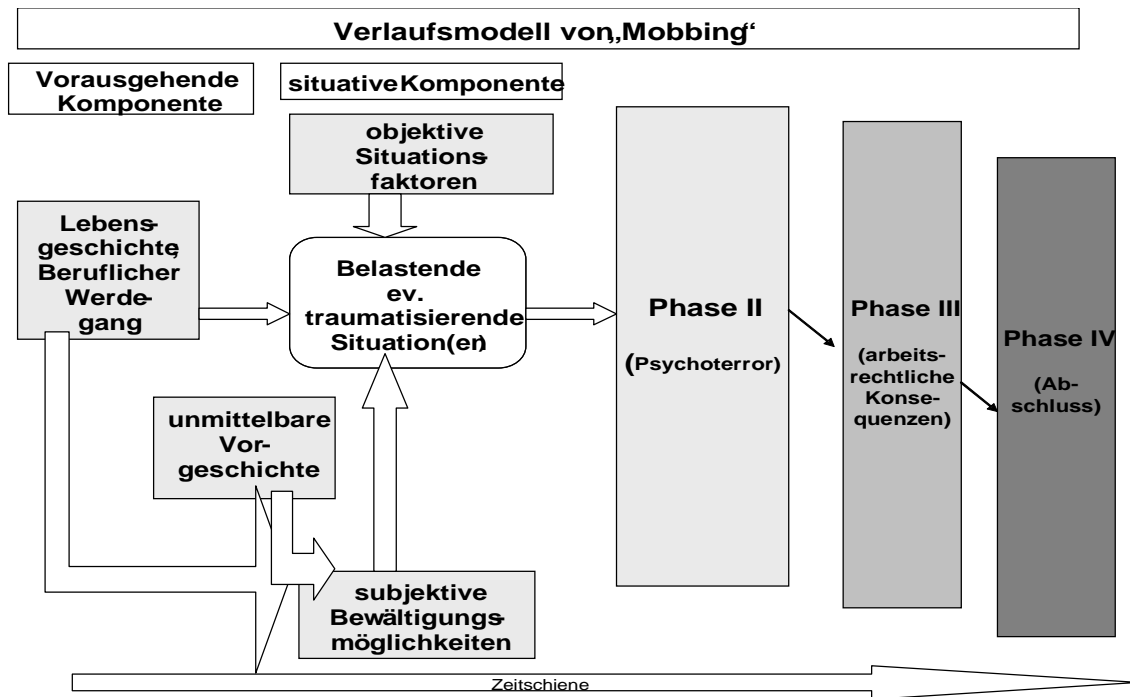 Verlaufsmodell von „Mobbing“
Vorausgehende
Komponente
situative Komponente
objektive
Situations-
faktoren
Lebens-
geschichte,
Beruflicher
Werde-
gang
Belastende
ev.
traumatisierende
Situation(en)
unmittelbare
Vor-
geschichte
subjektive
Bewältigungs-
möglichkeiten
Phase II
(Psychoterror)
Phase III
(arbeits-
rechtliche
Konse-
quenzen)
Phase IV
(Ab-
schluss)
Zeitschiene